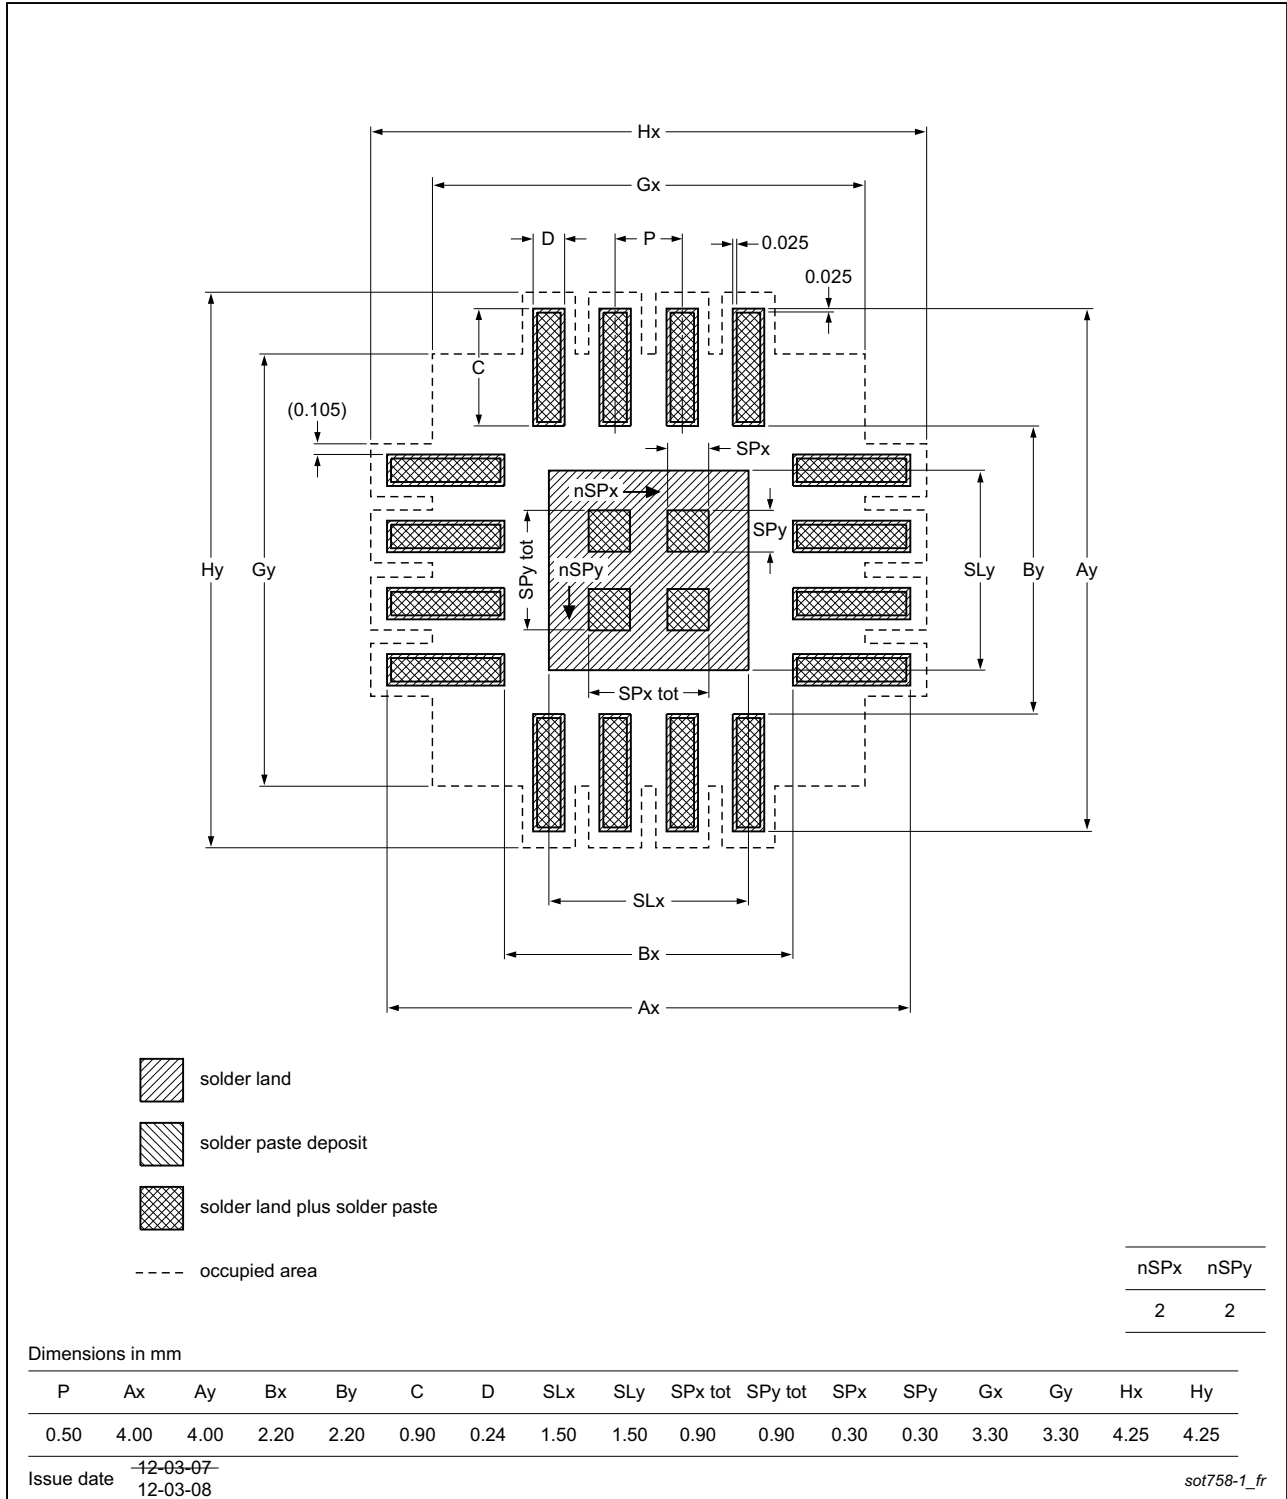 Hx
Gx
D
P
0.025
0.025
C
(0.105)
SPx
nSPx
SPy
SPy tot
nSPy
Hy
Gy
SLy
By
Ay
SPx tot
SLx
Bx
Ax
solder land
solder paste deposit
solder land plus solder paste
occupied area
nSPx nSPy
2 2
Dimensions in mm
P Ax Ay Bx By C D SLx SLy SPx tot SPy tot SPx SPy Gx Gy Hx Hy
0.50 4.00 4.00 2.20 2.20 0.90 0.24 1.50 1.50 0.90 0.90 0.30 0.30 3.30 3.30 4.25 4.25
Issue date 12-03-07
12-03-08
sot758-1_fr